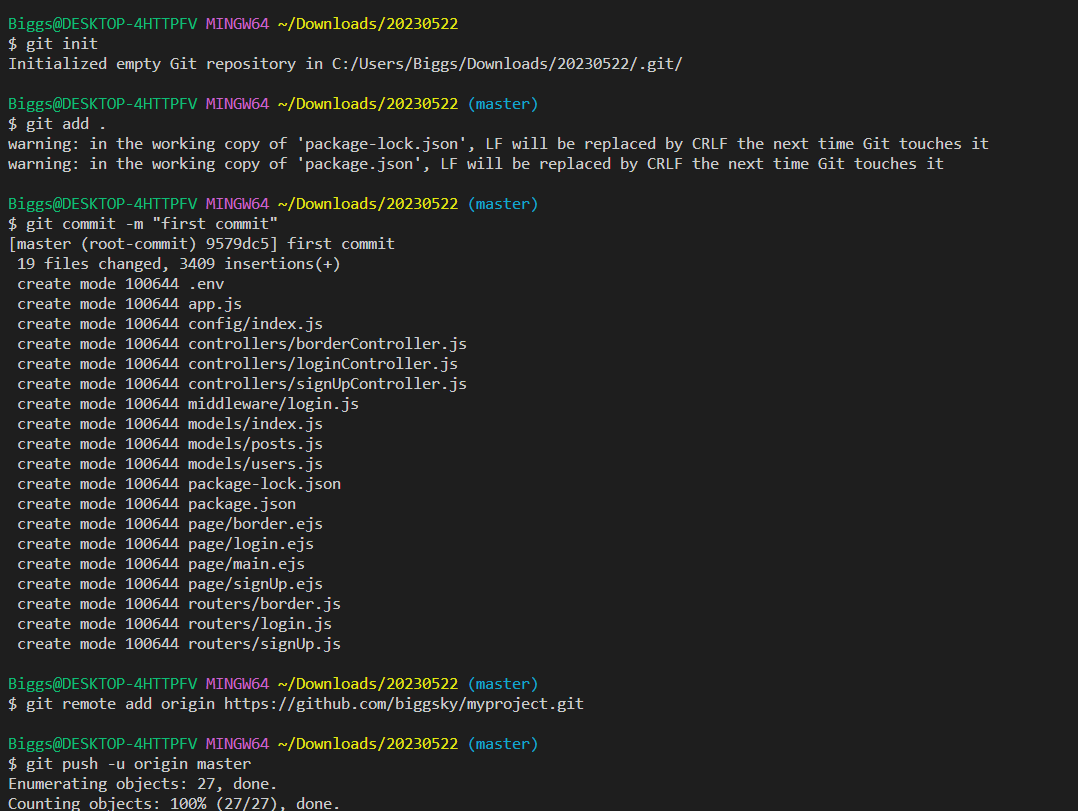 Biggs@DESKTOP-4HTTPFV MINGW64 ~/Downloads/20230522
$ git init
Initialized empty Git repository in C:/Users/Biggs/Downloads/20230522/.git/
Biggs@DESKTOP-4HTTPFV MINGW64 ~/Downloads/20230522 (master)
$ git add .
warning: in the working copy of 'package-lock.json', LF will be replaced by CRLF the next time Git touches it
warning: in the working copy of 'package.json', LF will be replaced by CRLF the next time Git touches it
Biggs@DESKTOP-4HTTPFV MINGW64 ~/Downloads/20230522 (master)
$ git commit -m "first commit"
[master (root-commit) 9579dc5] first commit
 19 files changed, 3409 insertions(+)
 create mode 100644 .env
 create mode 100644 app.js
 create mode 100644 config/index.js
 create mode 100644 controllers/borderController.js
 create mode 100644 controllers/loginController.js
 create mode 100644 controllers/signUpController.js
 create mode 100644 middleware/login.js
 create mode 100644 models/index.js
 create mode 100644 models/posts.js
 create mode 100644 models/users.js
 create mode 100644 package-lock.json
 create mode 100644 package.json
 create mode 100644 page/border.ejs
 create mode 100644 page/login.ejs
 create mode 100644 page/main.ejs
 create mode 100644 page/signUp.ejs
 create mode 100644 routers/border.js
 create mode 100644 routers/login.js
 create mode 100644 routers/signUp.js
Biggs@DESKTOP-4HTTPFV MINGW64 ~/Downloads/20230522 (master)
$ git remote add origin https://github.com/biggsky/myproject.git
Biggs@DESKTOP-4HTTPFV MINGW64 ~/Downloads/20230522 (master)
$ git push -u origin master
Enumerating objects: 27, done.
Counting objects: 100% (27/27), done.